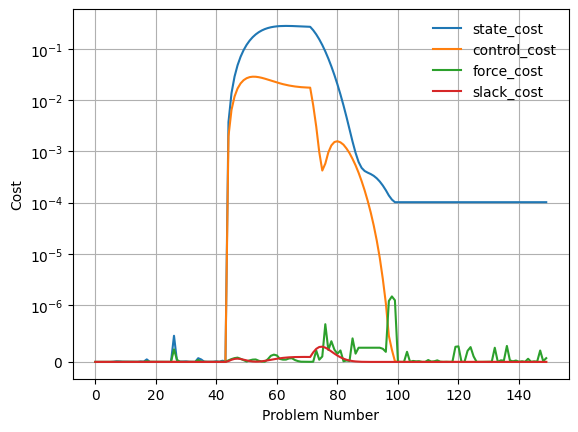 state_cost
control_cost
force_cost
slack_cost
Cost
10⁻¹
10⁻²
10⁻³
10⁻⁴
10⁻⁵
10⁻⁶
0
0 20 40 60 80 100 120 140
Problem Number